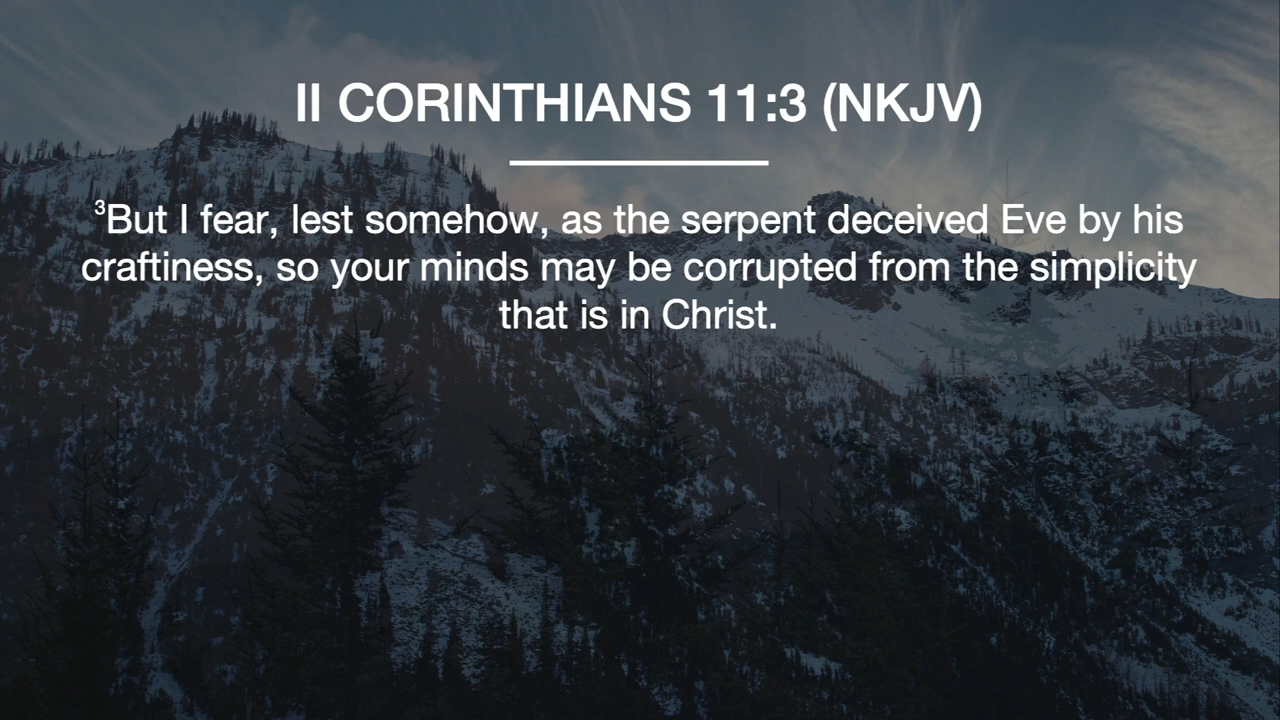 II CORINTHIANS 11:3 (NKJV)
³But I fear, lest somehow, as the serpent deceived Eve by his
craftiness, so your minds may be corrupted from the simplicity
that is in Christ.